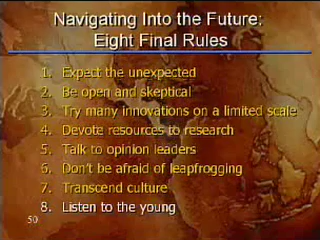 Navigating Into the Future:
Eight Final Rules
1. Expect the unexpected
2. Be open and skeptical
3. Try many innovations on a limited scale
4. Devote resources to research
5. Talk to opinion leaders
6. Don't be afraid of leapfrogging
7. Transcend culture
8. Listen to the young
50